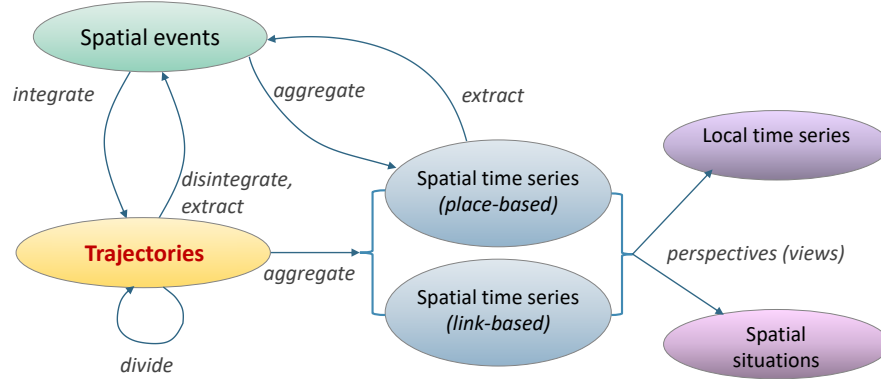 Spatial events
integrate
aggregate
extract
disintegrate,
extract
Trajectories
aggregate
divide
Spatial time series
(place-based)
Spatial time series
(link-based)
Local time series
perspectives (views)
Spatial
situations